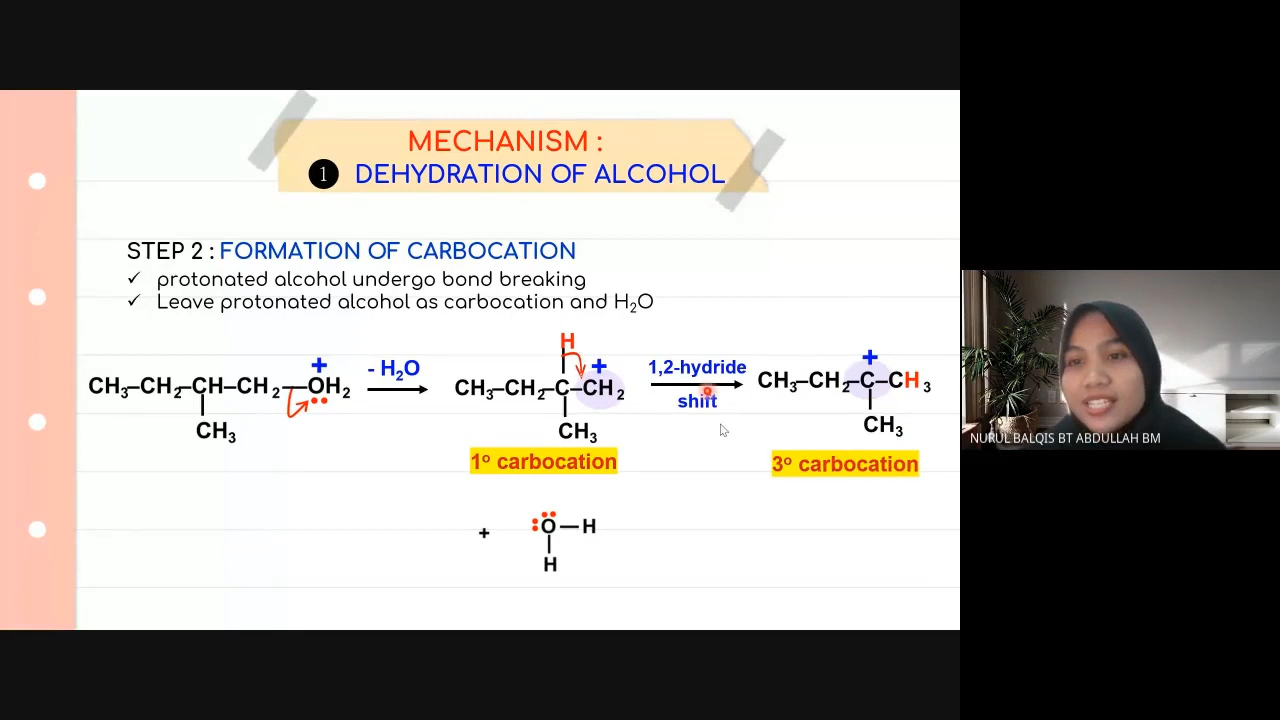 MECHANISM :
1 DEHYDRATION OF ALCOHOL
STEP 2 : FORMATION OF CARBOCATION
✓ protonated alcohol undergo bond breaking
✓ Leave protonated alcohol as carbocation and H₂O
H
+ - H₂O + 1,2-hydride +
CH₃–CH₂–CH–CH₂–OH₂ CH₃–CH₂–C–CH₂ shift CH₃–CH₂–C–CH₃
CH₃ CH₃ CH₃
1° carbocation 3° carbocation
+ O–H
H
NURUL BALQIS BT ABDULLAH BM